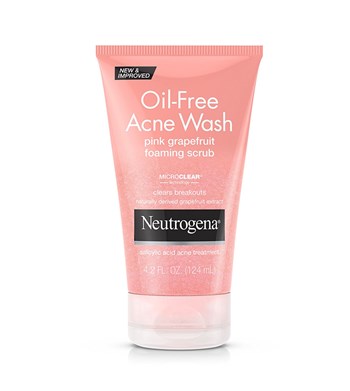 NEW &
IMPROVED
Oil-Free
Acne Wash
pink grapefruit
foaming scrub
MICROCLEAR®
technology
clears breakouts
naturally derived grapefruit extract
Neutrogena®
salicylic acid acne treatment
4.2 FL. OZ. (124 mL)